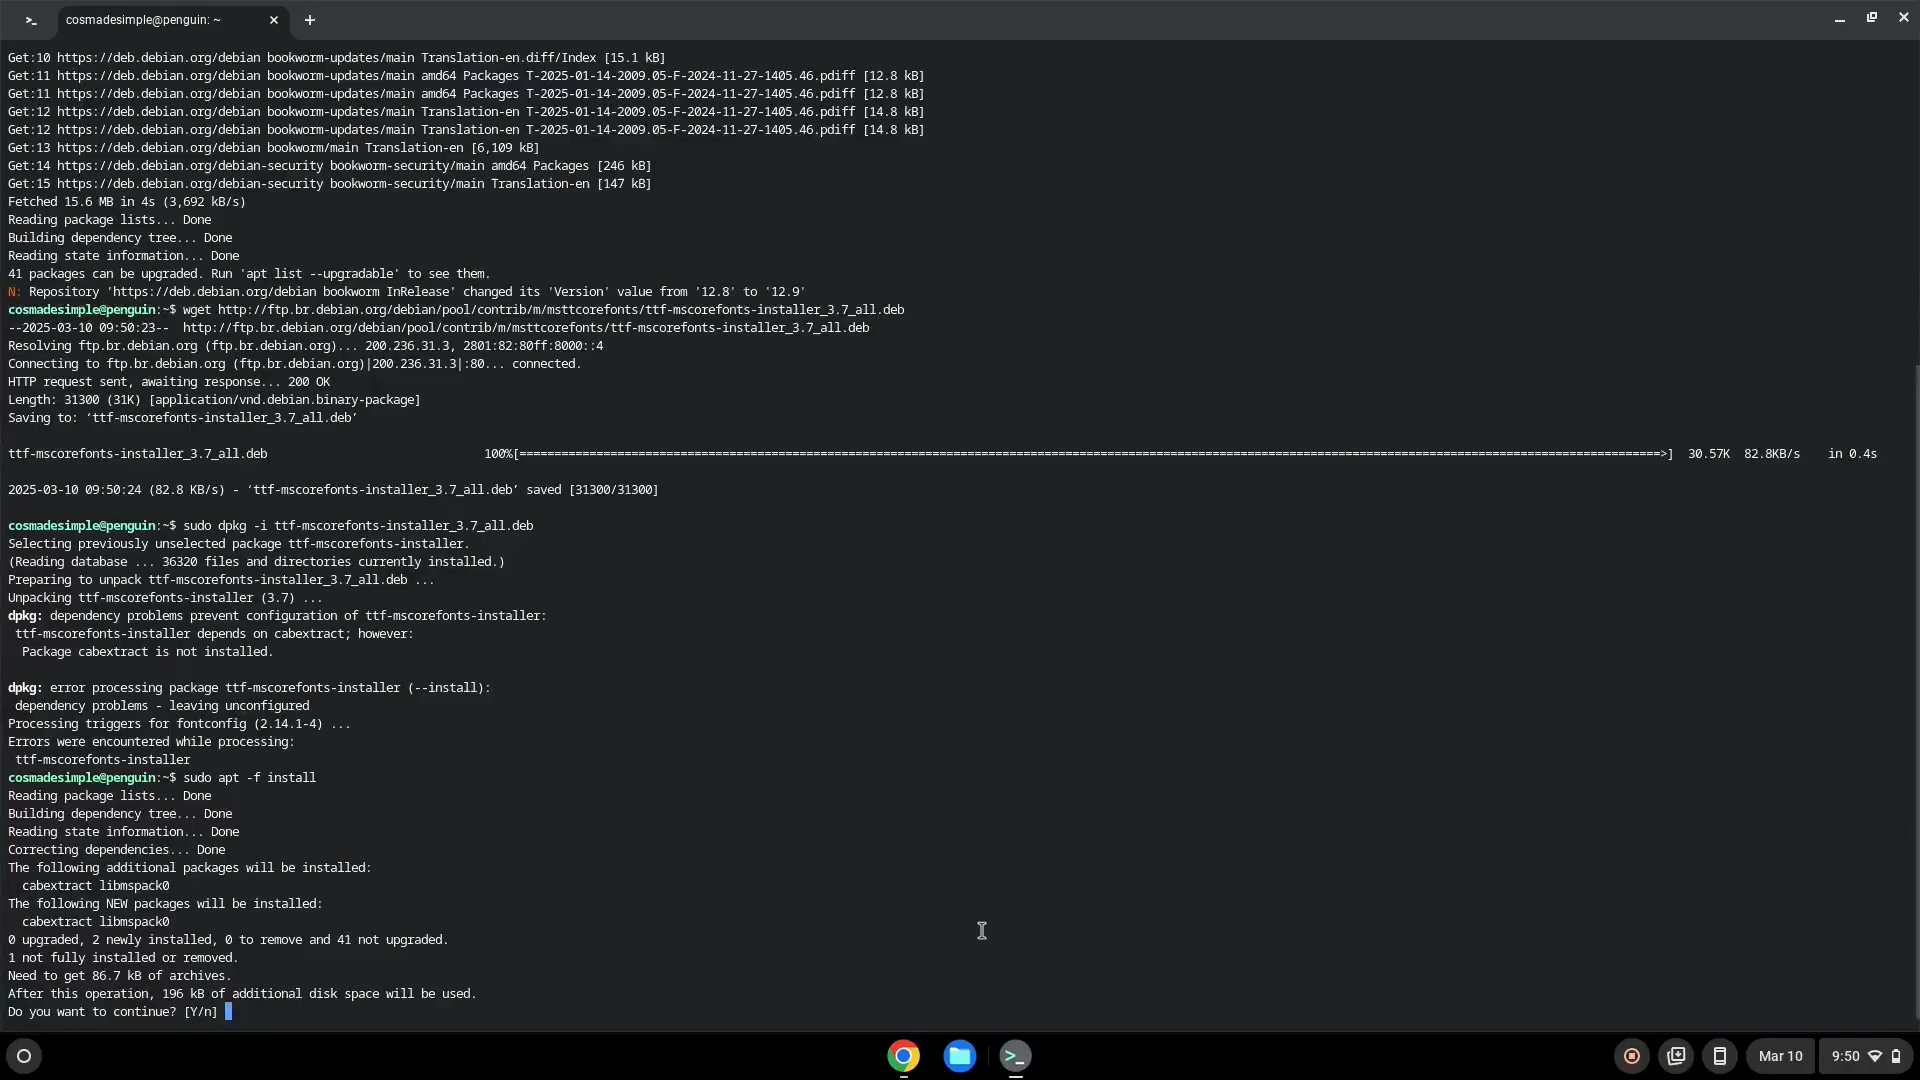 >_ cosmadesimple@penguin: ~
Get:10 https://deb.debian.org/debian bookworm-updates/main Translation-en.diff/Index [15.1 kB]
Get:11 https://deb.debian.org/debian bookworm-updates/main amd64 Packages T-2025-01-14-2009.05-F-2024-11-27-1405.46.pdiff [12.8 kB]
Get:11 https://deb.debian.org/debian bookworm-updates/main amd64 Packages T-2025-01-14-2009.05-F-2024-11-27-1405.46.pdiff [12.8 kB]
Get:12 https://deb.debian.org/debian bookworm-updates/main Translation-en T-2025-01-14-2009.05-F-2024-11-27-1405.46.pdiff [14.8 kB]
Get:12 https://deb.debian.org/debian bookworm-updates/main Translation-en T-2025-01-14-2009.05-F-2024-11-27-1405.46.pdiff [14.8 kB]
Get:13 https://deb.debian.org/debian bookworm/main Translation-en [6,109 kB]
Get:14 https://deb.debian.org/debian-security bookworm-security/main amd64 Packages [246 kB]
Get:15 https://deb.debian.org/debian-security bookworm-security/main Translation-en [147 kB]
Fetched 15.6 MB in 4s (3,692 kB/s)
Reading package lists... Done
Building dependency tree... Done
Reading state information... Done
41 packages can be upgraded. Run 'apt list --upgradable' to see them.
N: Repository 'https://deb.debian.org/debian bookworm InRelease' changed its 'Version' value from '12.8' to '12.9'
cosmadesimple@penguin:~$ wget http://ftp.br.debian.org/debian/pool/contrib/m/msttcorefonts/ttf-mscorefonts-installer_3.7_all.deb
--2025-03-10 09:50:23--  http://ftp.br.debian.org/debian/pool/contrib/m/msttcorefonts/ttf-mscorefonts-installer_3.7_all.deb
Resolving ftp.br.debian.org (ftp.br.debian.org)... 200.236.31.3, 2801:82:80ff:8000::4
Connecting to ftp.br.debian.org (ftp.br.debian.org)|200.236.31.3|:80... connected.
HTTP request sent, awaiting response... 200 OK
Length: 31300 (31K) [application/vnd.debian.binary-package]
Saving to: ‘ttf-mscorefonts-installer_3.7_all.deb’
ttf-mscorefonts-installer_3.7_all.deb 100%[===================================================================>] 30.57K 82.8KB/s in 0.4s
2025-03-10 09:50:24 (82.8 KB/s) - ‘ttf-mscorefonts-installer_3.7_all.deb’ saved [31300/31300]
cosmadesimple@penguin:~$ sudo dpkg -i ttf-mscorefonts-installer_3.7_all.deb
Selecting previously unselected package ttf-mscorefonts-installer.
(Reading database ... 36320 files and directories currently installed.)
Preparing to unpack ttf-mscorefonts-installer_3.7_all.deb ...
Unpacking ttf-mscorefonts-installer (3.7) ...
dpkg: dependency problems prevent configuration of ttf-mscorefonts-installer:
ttf-mscorefonts-installer depends on cabextract; however:
Package cabextract is not installed.
dpkg: error processing package ttf-mscorefonts-installer (--install):
dependency problems - leaving unconfigured
Processing triggers for fontconfig (2.14.1-4) ...
Errors were encountered while processing:
ttf-mscorefonts-installer
cosmadesimple@penguin:~$ sudo apt -f install
Reading package lists... Done
Building dependency tree... Done
Reading state information... Done
Correcting dependencies... Done
The following additional packages will be installed:
cabextract libmspack0
The following NEW packages will be installed:
cabextract libmspack0
0 upgraded, 2 newly installed, 0 to remove and 41 not upgraded.
1 not fully installed or removed.
Need to get 86.7 kB of archives.
After this operation, 196 kB of additional disk space will be used.
Do you want to continue? [Y/n]
Mar 10 9:50